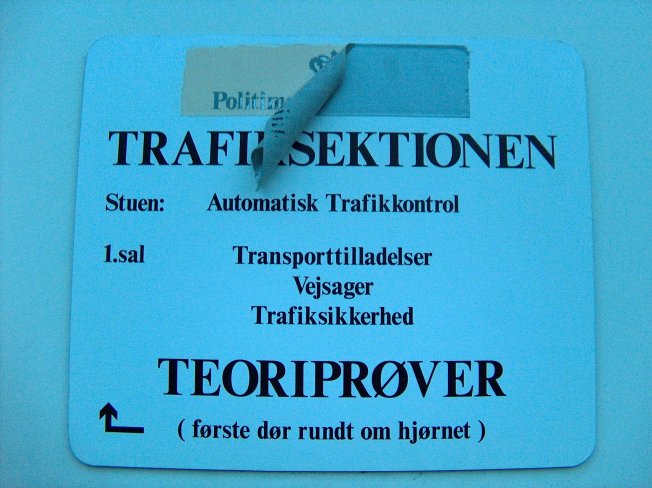 TRAFIKSEKTIONEN
Stuen: Automatisk Trafikkontrol
1.sal Transporttilladelser
Vejsager
Trafiksikkerhed
TEORIPRØVER
( første dør rundt om hjørnet )